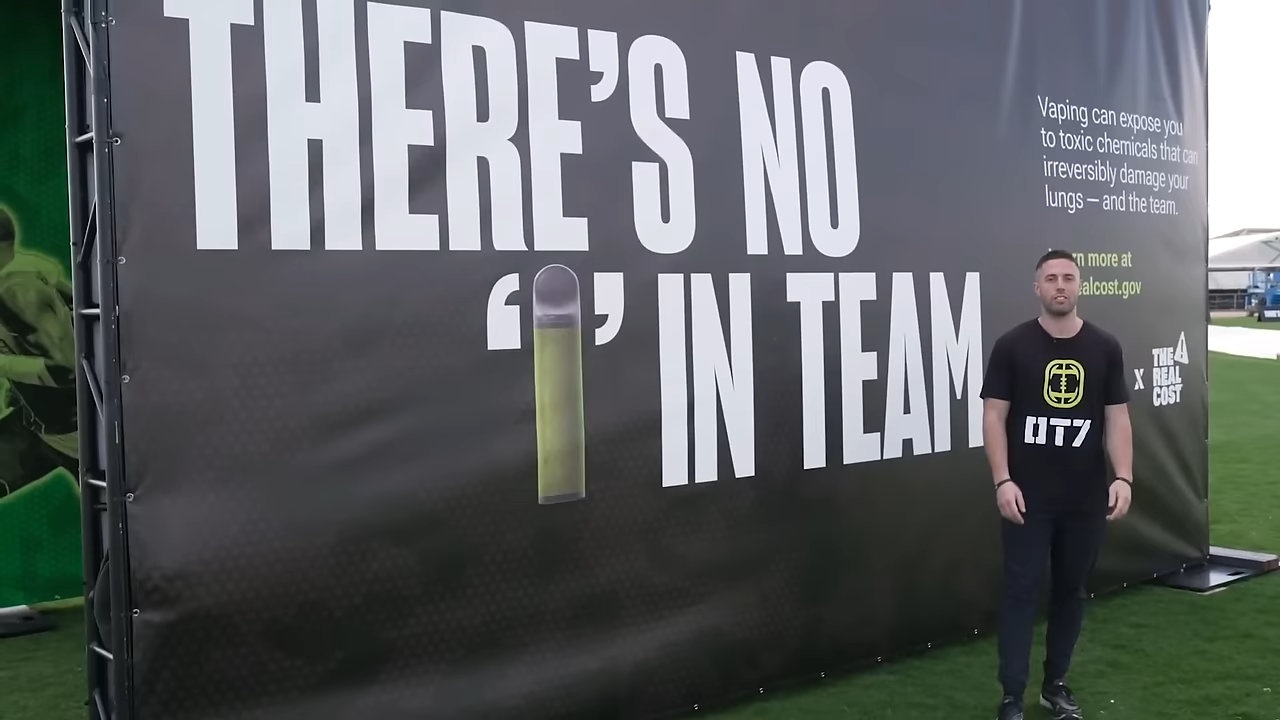 THERE'S NO
‘ ’ IN TEAM
Vaping can expose you
to toxic chemicals that can
irreversibly damage your
lungs — and the team.
more at
cost.gov
X
THE
REAL
COST
OT7